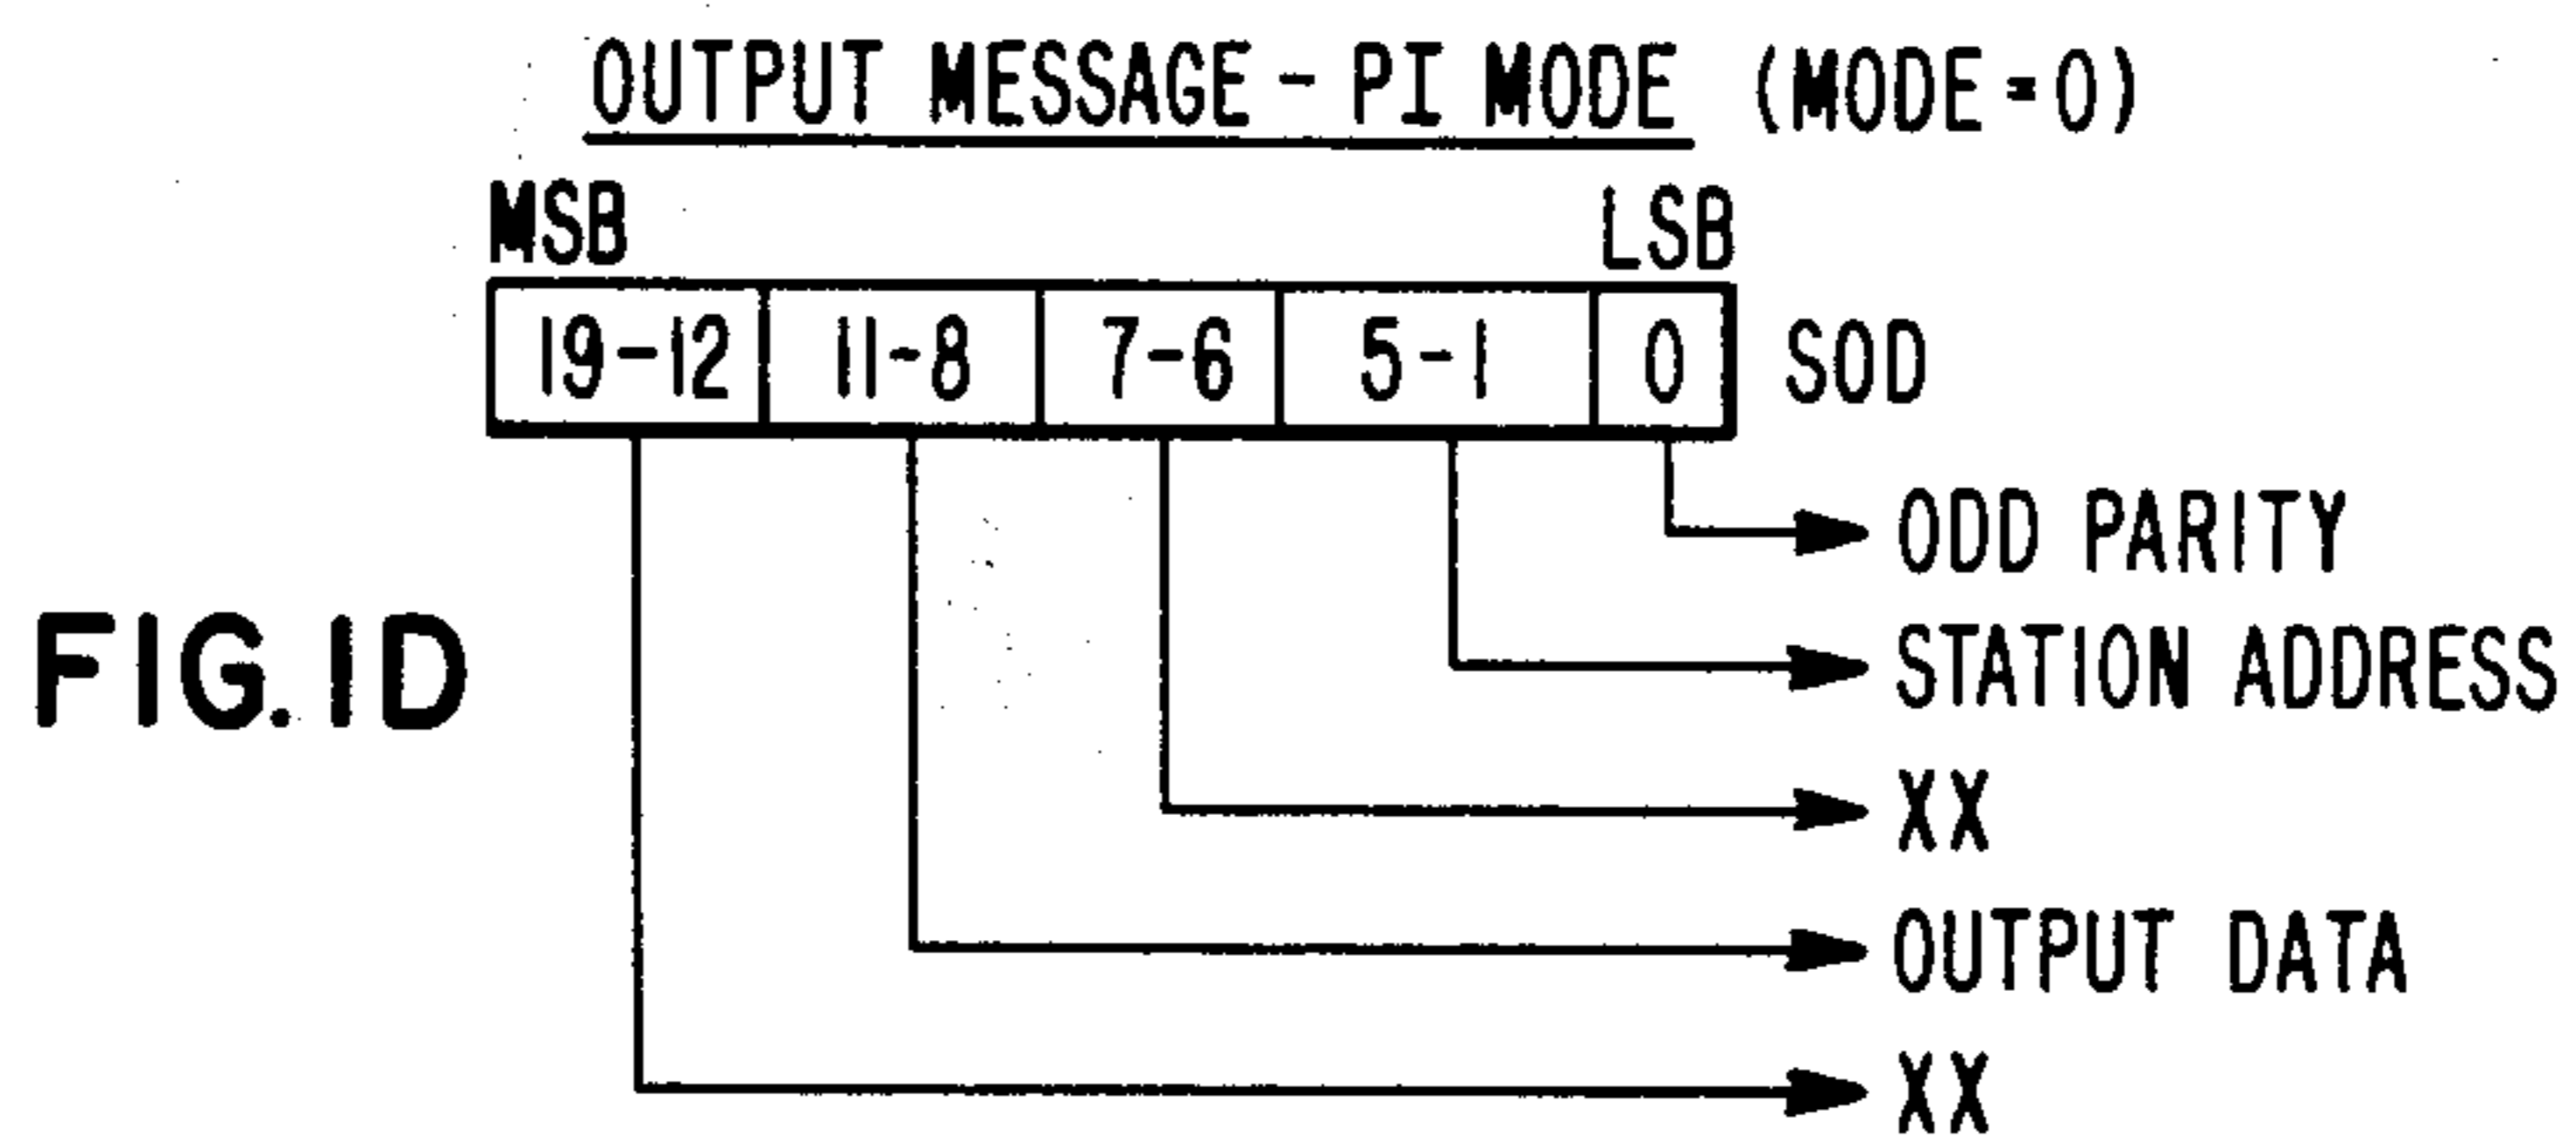 OUTPUT MESSAGE - PI MODE (MODE = 0)
MSB LSB
19-12 11-8 7-6 5-1 0 SOD
ODD PARITY
FIG. 1D
STATION ADDRESS
XX
OUTPUT DATA
XX